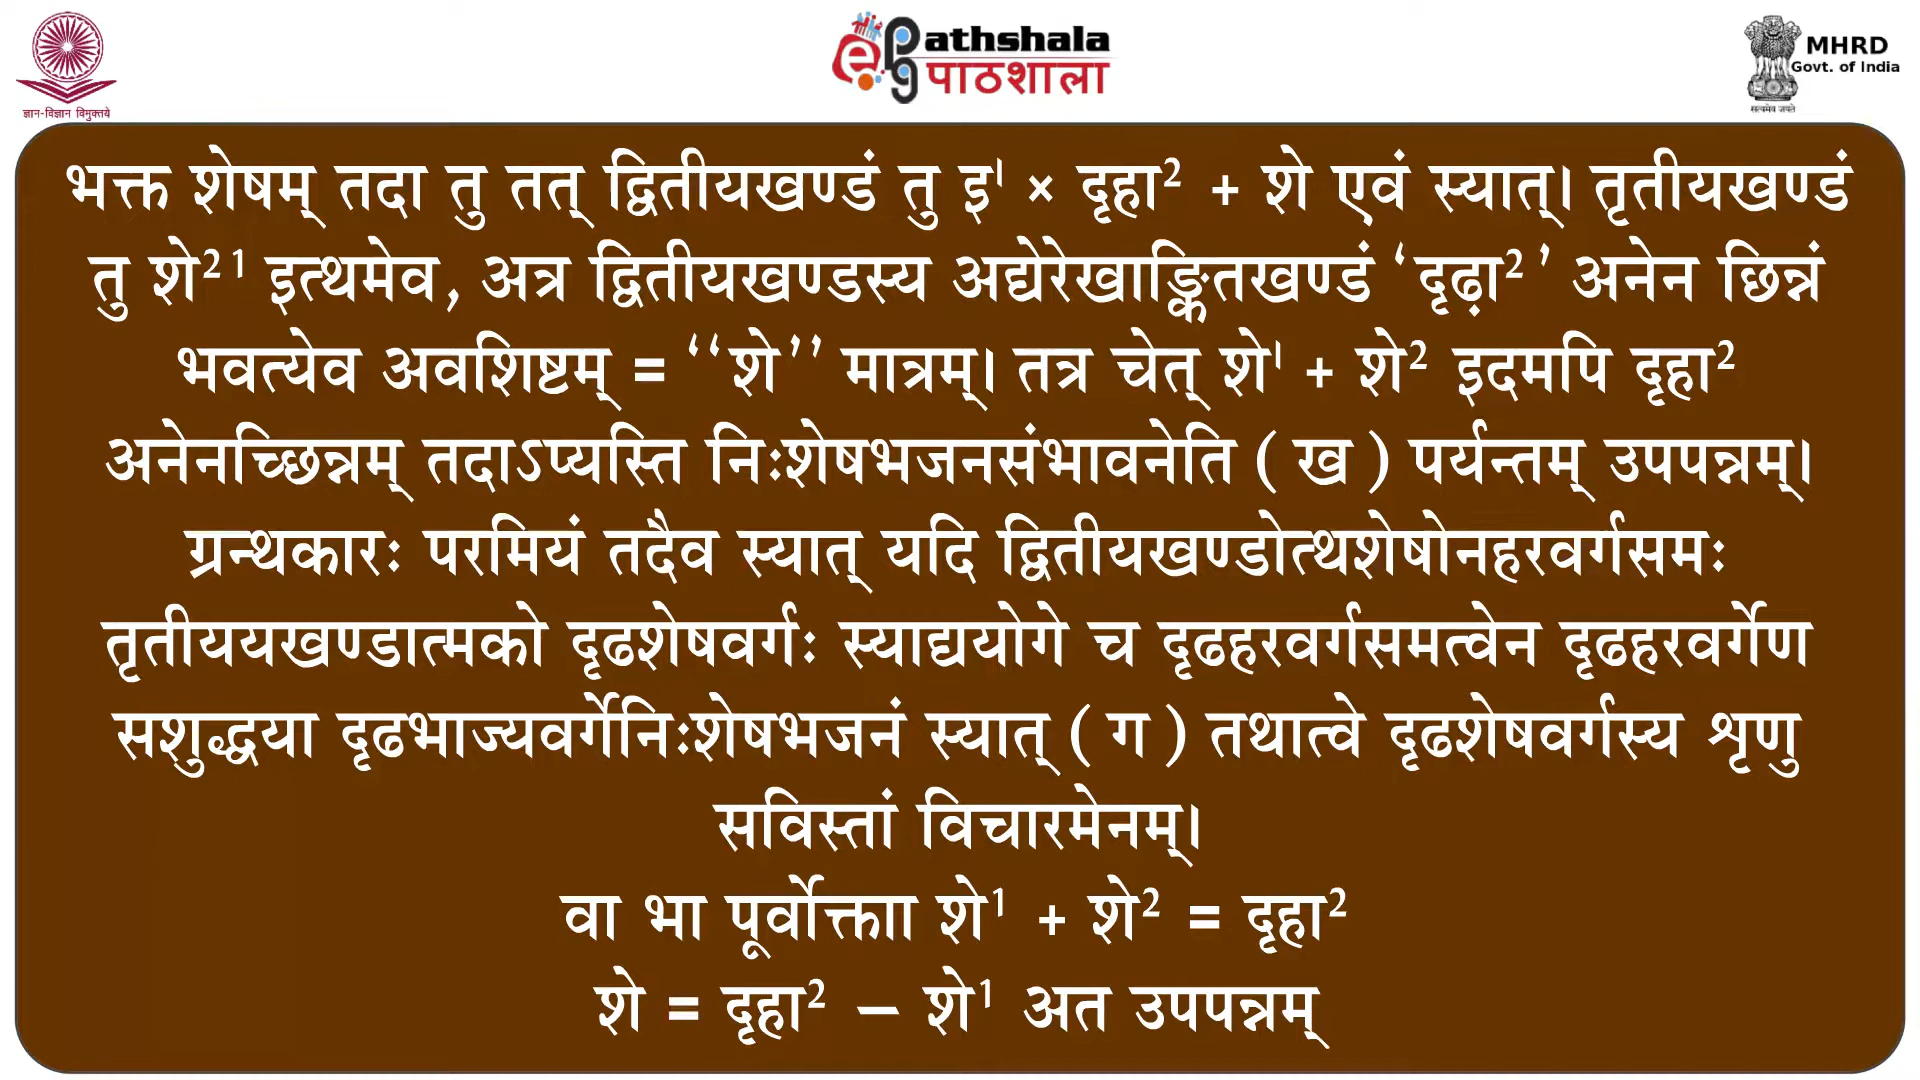 ज्ञान-विज्ञान विमुक्तये
ePathshala
पाठशाला
MHRD
Govt. of India
सत्यमेव जयते
भक्त शेषम् तदा तु तत् द्वितीयखण्डं तु इ। × दृहा² + शे एवं स्यात्। तृतीयखण्डं
तु शे²¹ इत्थमेव, अत्र द्वितीयखण्डस्य अद्येरेखाङ्कितखण्डं ‘दृढ़ा²’ अनेन छिन्नं
भवत्येव अवशिष्टम् = ‘‘शे’’ मात्रम्। तत्र चेत् शे। + शे² इदमपि दृहा²
अनेनच्छिन्नम् तदाऽप्यस्ति निःशेषभजनसंभावनेति ( ख ) पर्यन्तम् उपपन्नम्।
ग्रन्थकारः परमियं तदैव स्यात् यदि द्वितीयखण्डोत्थशेषोनहरवर्गसमः
तृतीययखण्डात्मको दृढशेषवर्गः स्याद्ययोगे च दृढहरवर्गसमत्वेन दृढहरवर्गेण
सशुद्धया दृढभाज्यवर्गेनिःशेषभजनं स्यात् ( ग ) तथात्वे दृढशेषवर्गस्य शृणु
सविस्तां विचारमेनम्।
वा भा पूर्वोक्ताा शे¹ + शे² = दृहा²
शे = दृहा² – शे¹ अत उपपन्नम्